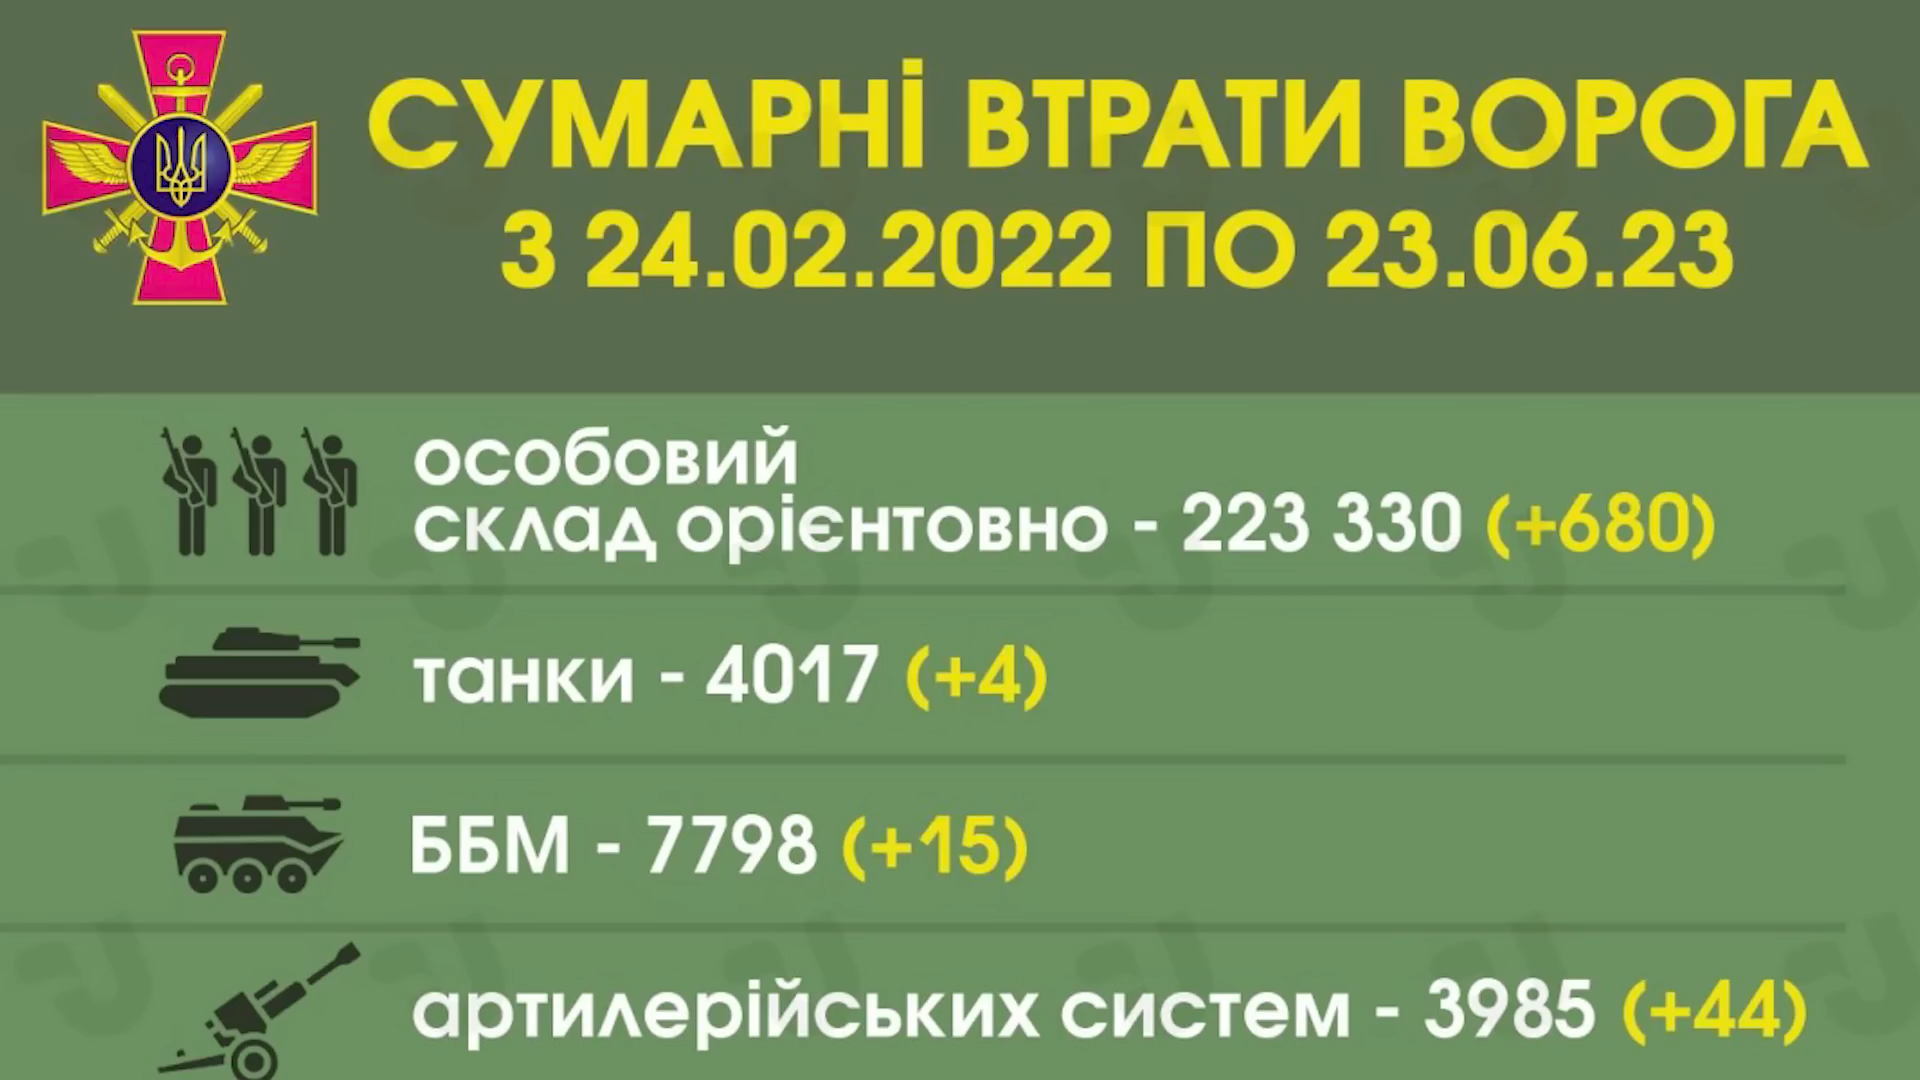 СУМАРНІ ВТРАТИ ВОРОГА
З 24.02.2022 ПО 23.06.23
особовий
склад орієнтовно - 223 330 (+680)
танки - 4017 (+4)
ББМ - 7798 (+15)
артилерійських систем - 3985 (+44)